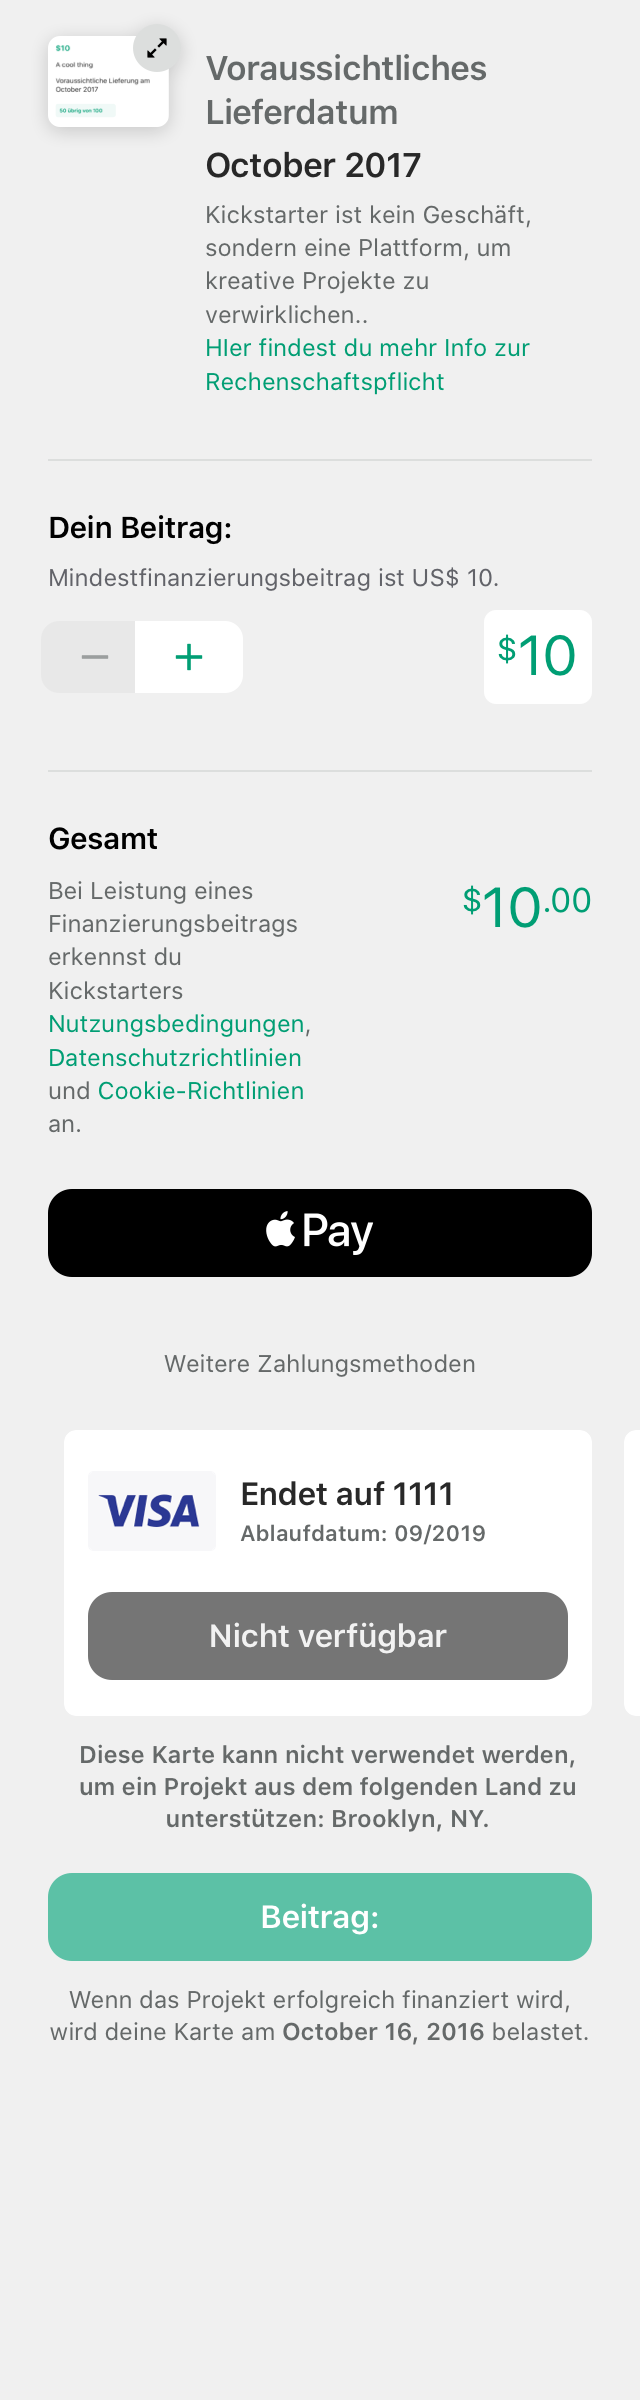 $10
A cool thing
Voraussichtliche Lieferung am
October 2017
50 übrig von 100
Voraussichtliches
Lieferdatum
October 2017
Kickstarter ist kein Geschäft,
sondern eine Plattform, um
kreative Projekte zu
verwirklichen..
HIer findest du mehr Info zur
Rechenschaftspflicht
Dein Beitrag:
Mindestfinanzierungsbeitrag ist US$ 10.
$10
Gesamt
Bei Leistung eines
Finanzierungsbeitrags
erkennst du
Kickstarters
Nutzungsbedingungen,
Datenschutzrichtlinien
und Cookie-Richtlinien
an.
$10.00
Pay
Weitere Zahlungsmethoden
VISA
Endet auf 1111
Ablaufdatum: 09/2019
Nicht verfügbar
Diese Karte kann nicht verwendet werden,
um ein Projekt aus dem folgenden Land zu
unterstützen: Brooklyn, NY.
Beitrag:
Wenn das Projekt erfolgreich finanziert wird,
wird deine Karte am October 16, 2016 belastet.